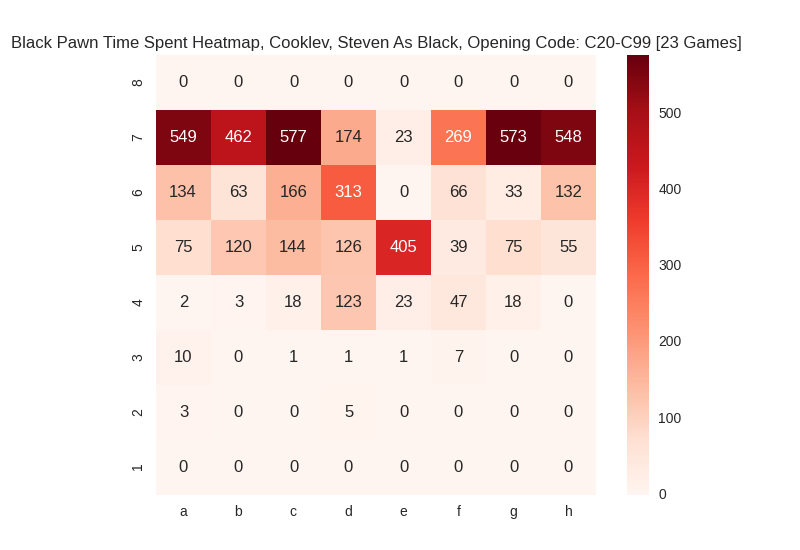 Black Pawn Time Spent Heatmap, Cooklev, Steven As Black, Opening Code: C20-C99 [23 Games]
8 0 0 0 0 0 0 0 0
7 549 462 577 174 23 269 573 548
6 134 63 166 313 0 66 33 132
5 75 120 144 126 405 39 75 55
4 2 3 18 123 23 47 18 0
3 10 0 1 1 1 7 0 0
2 3 0 0 5 0 0 0 0
1 0 0 0 0 0 0 0 0
a b c d e f g h
500
400
300
200
100
0